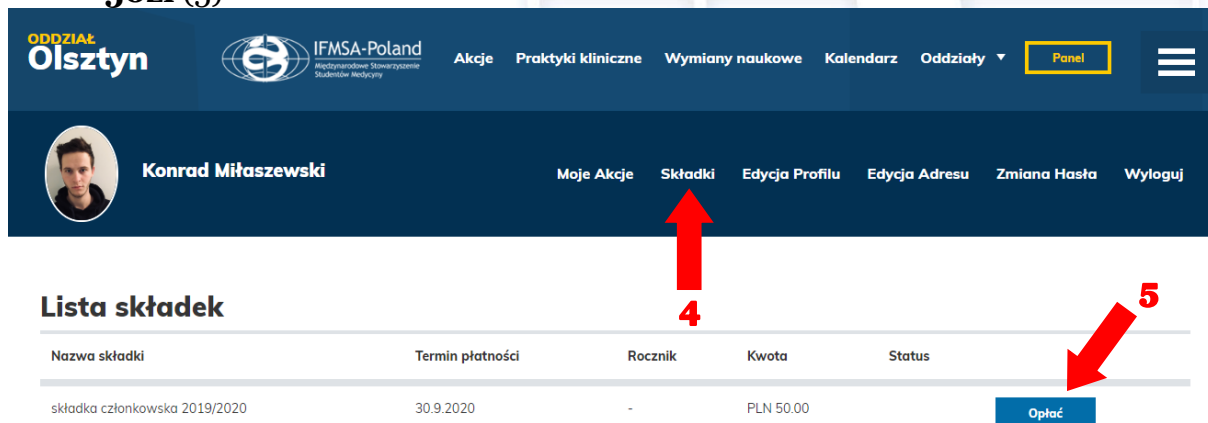 ODDZIAŁ
Olsztyn
IFMSA-Poland
Międzynarodowe Stowarzyszenie
Studentów Medycyny
Akcje Praktyki kliniczne Wymiany naukowe Kalendarz Oddziały Panel
Konrad Miłaszewski
Moje Akcje Składki Edycja Profilu Edycja Adresu Zmiana Hasła Wyloguj
4
5
Lista składek
Nazwa składki Termin płatności Rocznik Kwota Status
składka członkowska 2019/2020 30.9.2020 - PLN 50.00 Opłać